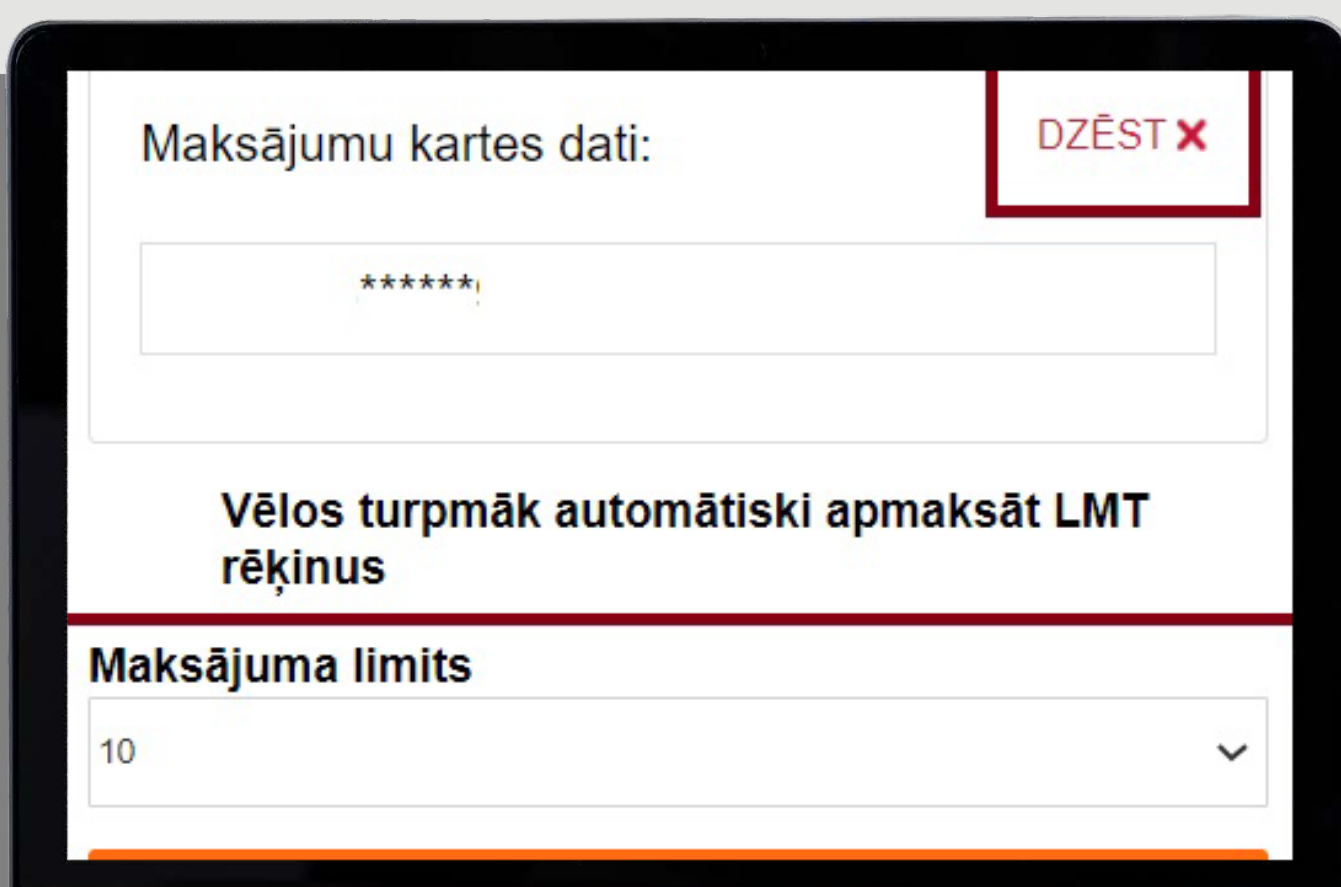 Maksājumu kartes dati:
DZĒST
******
Vēlos turpmāk automātiski apmaksāt LMT
rēķinus
Maksājuma limits
10